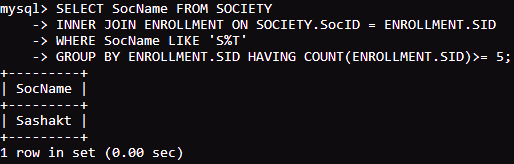 mysql> SELECT SocName FROM SOCIETY
-> INNER JOIN ENROLLMENT ON SOCIETY.SocID = ENROLLMENT.SID
-> WHERE SocName LIKE 'S%T'
-> GROUP BY ENROLLMENT.SID HAVING COUNT(ENROLLMENT.SID)>= 5;
+---------+
| SocName |
+---------+
| Sashakt |
+---------+
1 row in set (0.00 sec)